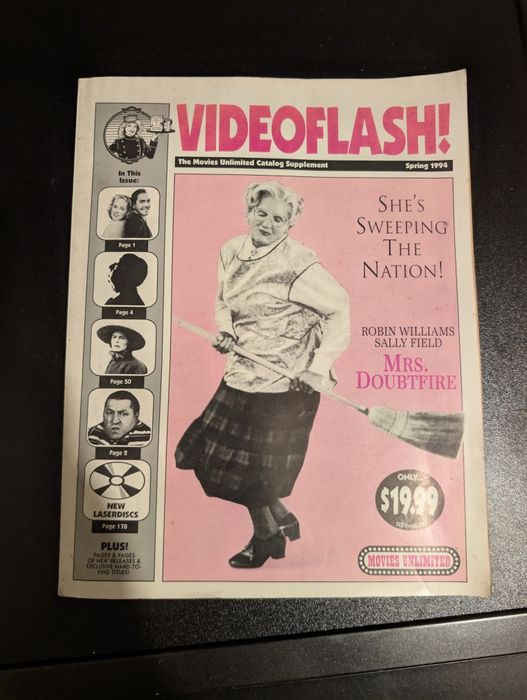 VIDEOFLASH!
The Movies Unlimited Catalog Supplement
Spring 1994
In This
Issue:
Page 1
Page 4
Page 50
Page 2
NEW
LASERDISCS
Page 178
PLUS!
PAGES & PAGES
OF NEW RELEASES &
EXCLUSIVE HARD-TO-
FIND TITLES!
SHE'S
SWEEPING
THE
NATION!
ROBIN WILLIAMS
SALLY FIELD
MRS.
DOUBTFIRE
ONLY
$19.99
MOVIES UNLIMITED